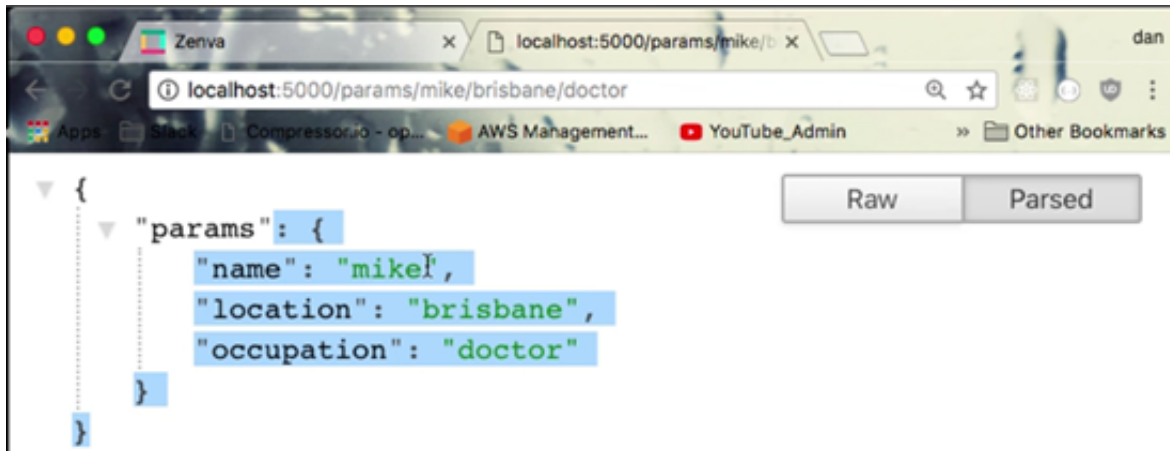 Zenva
localhost:5000/params/mike/b
dan
localhost:5000/params/mike/brisbane/doctor
Apps Slack Compressor.io - op... AWS Management... YouTube_Admin » Other Bookmarks
{
Raw Parsed
"params": {
"name": "mike",
"location": "brisbane",
"occupation": "doctor"
}
}